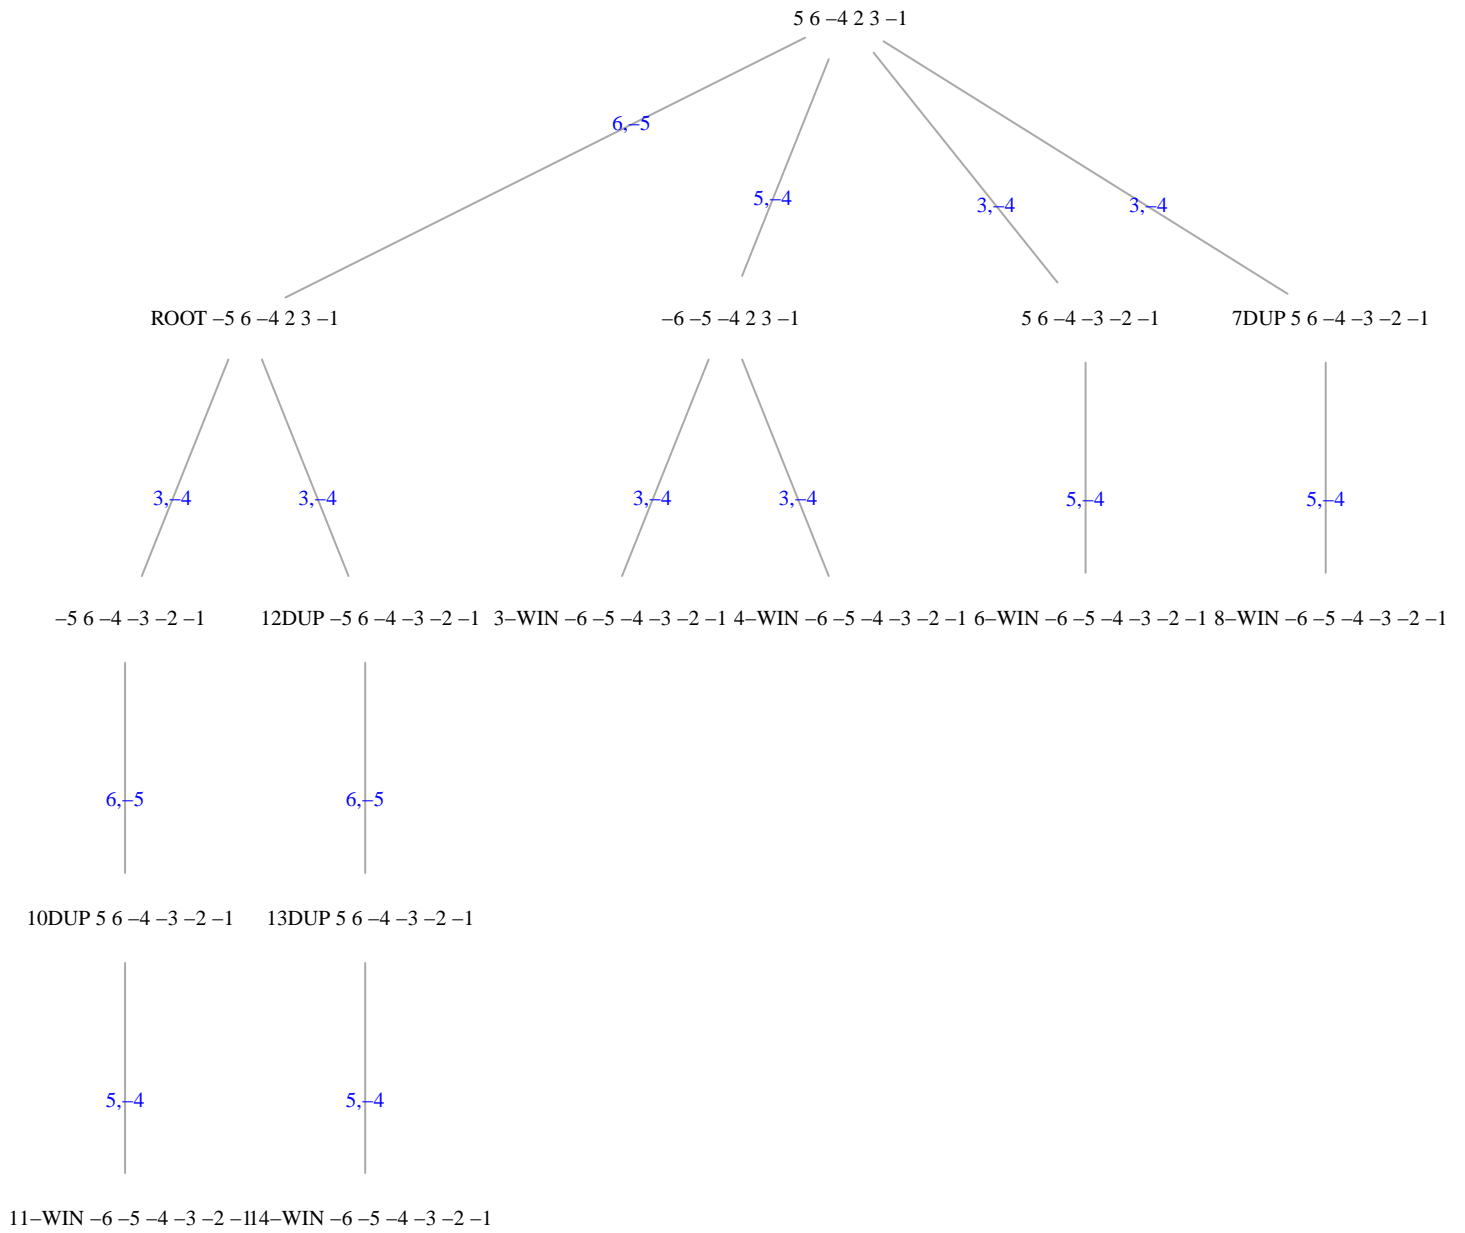 5 6 –4 2 3 –1
6,–5
5,–4
3,–4
3,–4
ROOT –5 6 –4 2 3 –1
–6 –5 –4 2 3 –1
5 6 –4 –3 –2 –1
7DUP 5 6 –4 –3 –2 –1
3,–4
3,–4
3,–4
3,–4
5,–4
5,–4
–5 6 –4 –3 –2 –1
12DUP –5 6 –4 –3 –2 –1
3–WIN –6 –5 –4 –3 –2 –1
4–WIN –6 –5 –4 –3 –2 –1
6–WIN –6 –5 –4 –3 –2 –1
8–WIN –6 –5 –4 –3 –2 –1
6,–5
6,–5
10DUP 5 6 –4 –3 –2 –1
13DUP 5 6 –4 –3 –2 –1
5,–4
5,–4
11–WIN –6 –5 –4 –3 –2 –1
14–WIN –6 –5 –4 –3 –2 –1